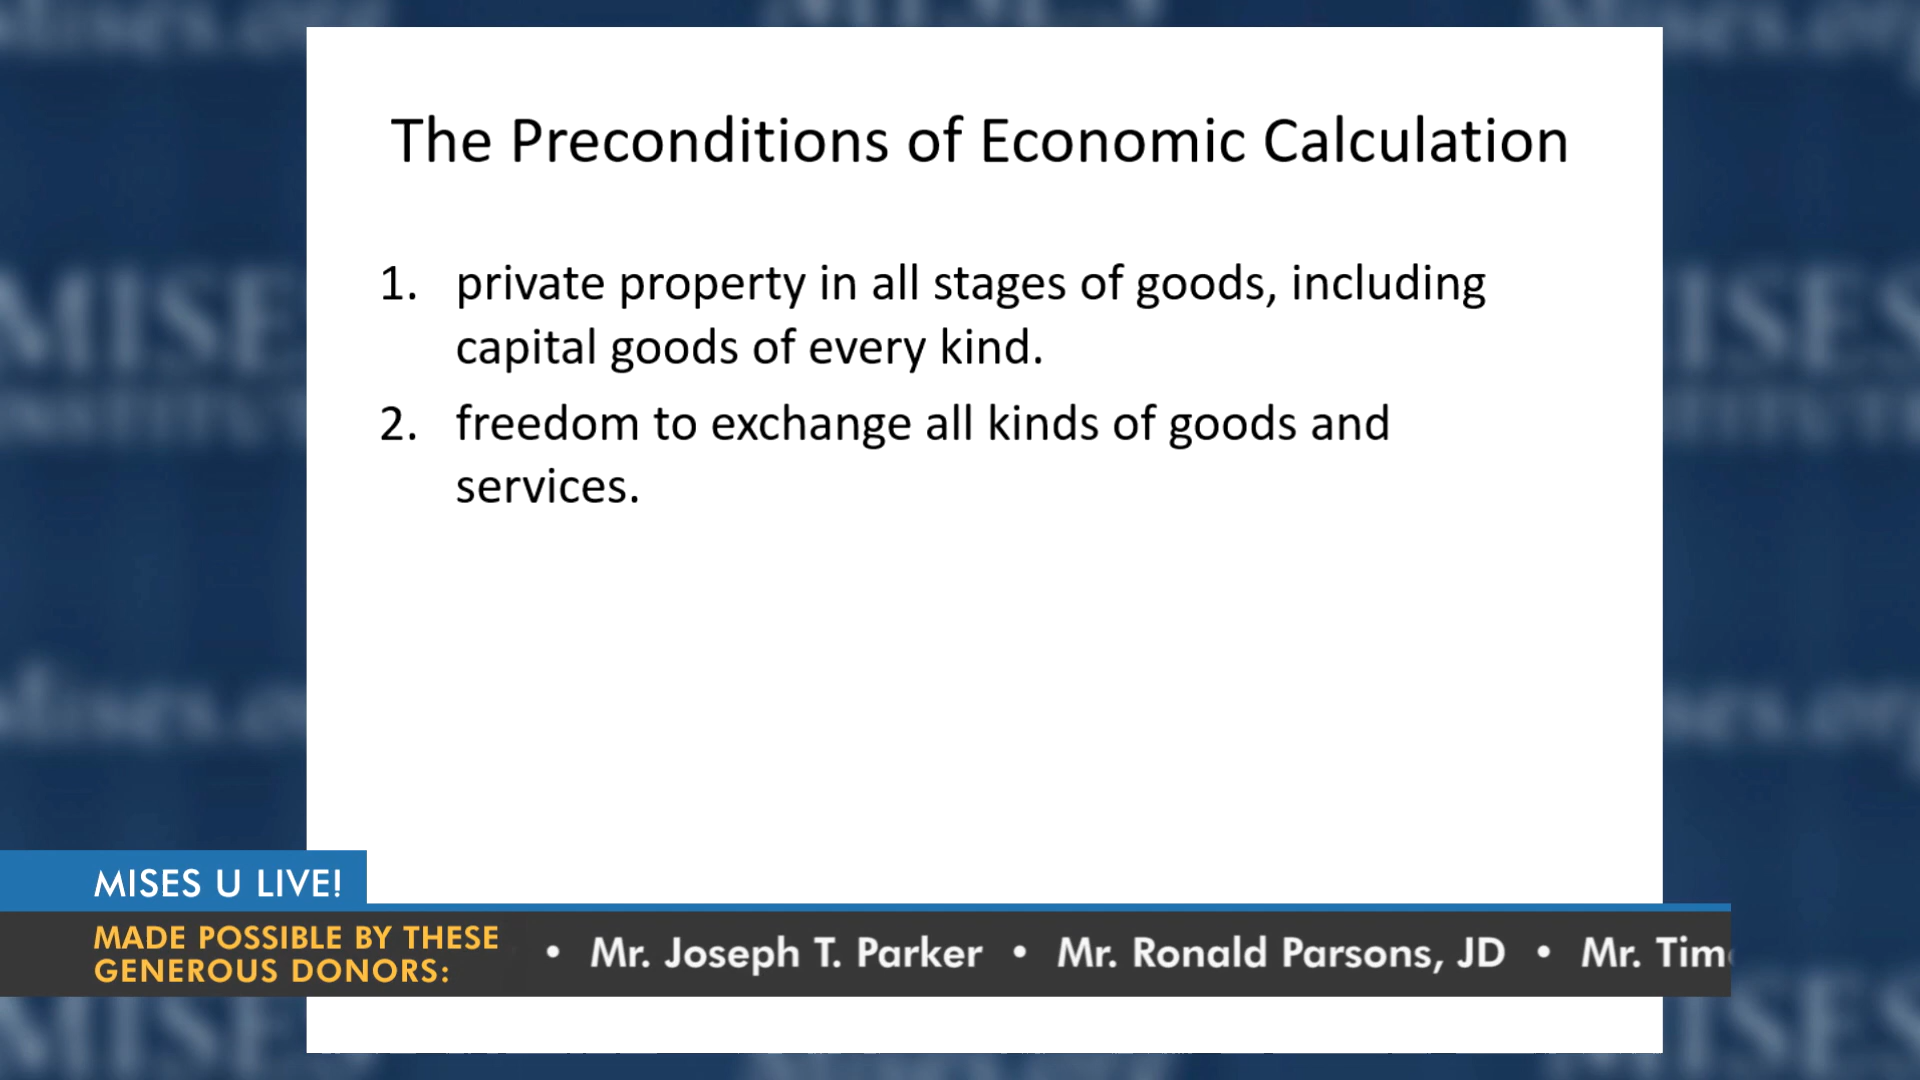 The Preconditions of Economic Calculation
1. private property in all stages of goods, including
capital goods of every kind.
2. freedom to exchange all kinds of goods and
services.
MISES U LIVE!
MADE POSSIBLE BY THESE
GENEROUS DONORS:
• Mr. Joseph T. Parker • Mr. Ronald Parsons, JD • Mr.